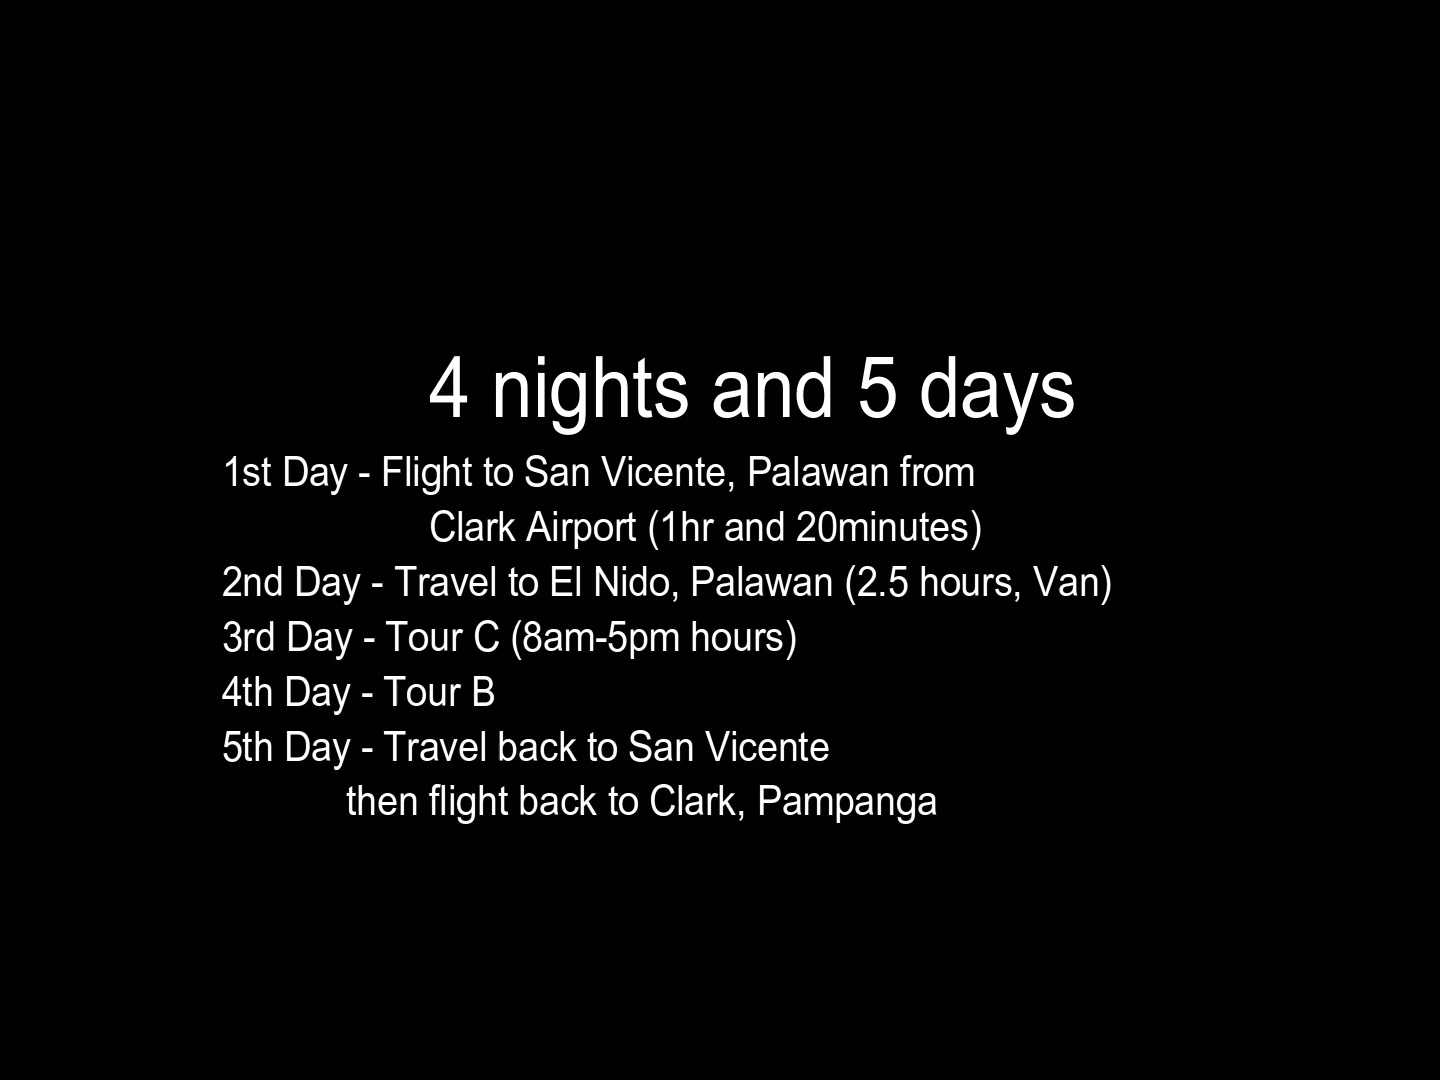 4 nights and 5 days
1st Day - Flight to San Vicente, Palawan from
Clark Airport (1hr and 20minutes)
2nd Day - Travel to El Nido, Palawan (2.5 hours, Van)
3rd Day - Tour C (8am-5pm hours)
4th Day - Tour B
5th Day - Travel back to San Vicente
then flight back to Clark, Pampanga